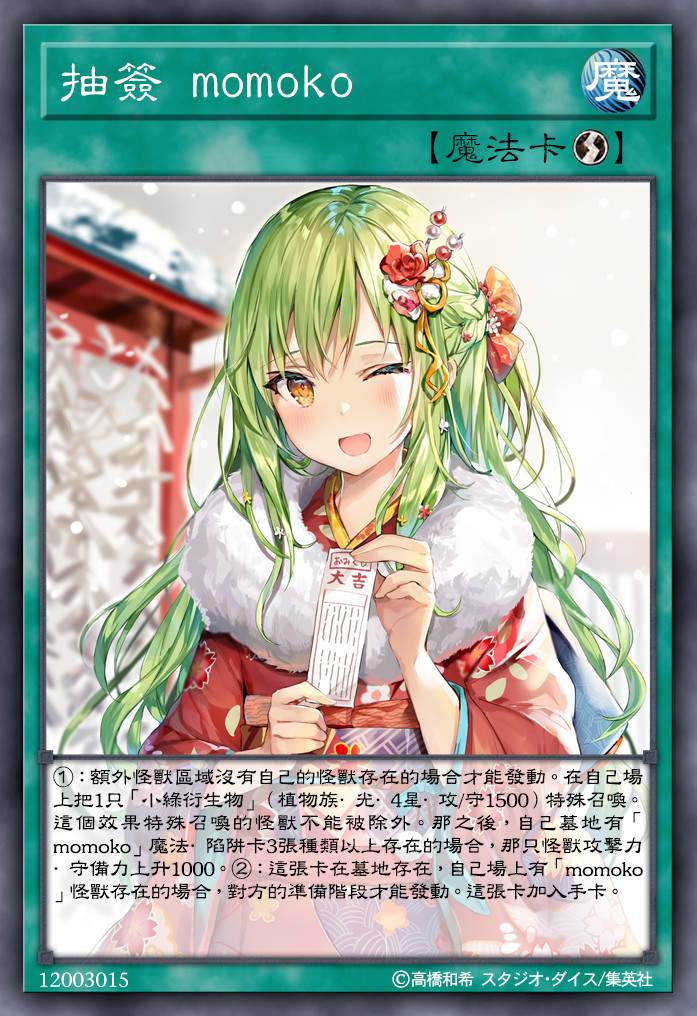 抽簽 momoko
魔
【魔法卡】
おみくじ
大吉
①：額外怪獸區域沒有自己的怪獸存在的場合才能發動。在自己場
上把1只「小綠衍生物」（植物族·光·4星·攻/守1500）特殊召喚。
這個效果特殊召喚的怪獸不能被除外。那之後，自己墓地有「
momoko」魔法·陷阱卡3張種類以上存在的場合，那只怪獸攻擊力
·守備力上升1000。②：這張卡在墓地存在，自己場上有「momoko
」怪獸存在的場合，對方的準備階段才能發動。這張卡加入手卡。
12003015
©高橋和希 スタジオ・ダイス/集英社